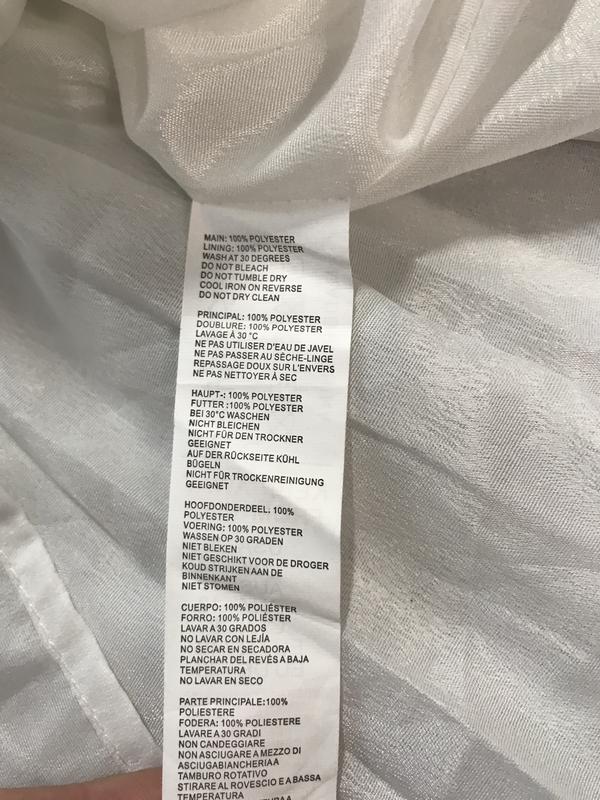 MAIN: 100% POLYESTER
LINING: 100% POLYESTER
WASH AT 30 DEGREES
DO NOT BLEACH
DO NOT TUMBLE DRY
COOL IRON ON REVERSE
DO NOT DRY CLEAN
PRINCIPAL: 100% POLYESTER
DOUBLURE: 100% POLYESTER
LAVAGE À 30 °C
NE PAS UTILISER D'EAU DE JAVEL
NE PAS PASSER AU SÈCHE-LINGE
REPASSAGE DOUX SUR L'ENVERS
NE PAS NETTOYER À SEC
HAUPT-: 100% POLYESTER
FUTTER :100% POLYESTER
BEI 30°C WASCHEN
NICHT BLEICHEN
NICHT FÜR DEN TROCKNER
GEEIGNET
AUF DER RÜCKSEITE KÜHL
BÜGELN
NICHT FÜR TROCKENREINIGUNG
GEEIGNET
HOOFDONDERDEEL: 100%
POLYESTER
VOERING: 100% POLYESTER
WASSEN OP 30 GRADEN
NIET BLEKEN
NIET GESCHIKT VOOR DE DROGER
KOUD STRIJKEN AAN DE
BINNENKANT
NIET STOMEN
CUERPO: 100% POLIÉSTER
FORRO: 100% POLIÉSTER
LAVAR A 30 GRADOS
NO LAVAR CON LEJÍA
NO SECAR EN SECADORA
PLANCHAR DEL REVÉS A BAJA
TEMPERATURA
NO LAVAR EN SECO
PARTE PRINCIPALE:100%
POLIESTERE
FODERA: 100% POLIESTERE
LAVARE A 30 GRADI
NON CANDEGGIARE
NON ASCIUGARE A MEZZO DI
ASCIUGABIANCHERIA A
TAMBURO ROTATIVO
STIRARE AL ROVESCIO E A BASSA